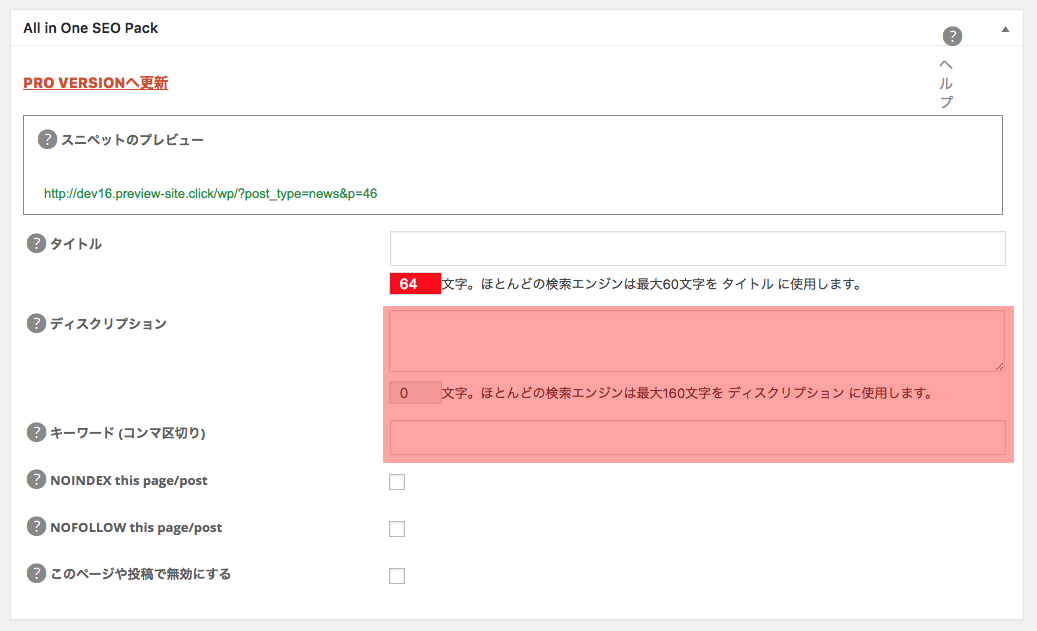 All in One SEO Pack
?
ヘルプ
PRO VERSIONへ更新
? スニペットのプレビュー
http://dev16.preview-site.click/wp/?post_type=news&p=46
? タイトル
64 文字。ほとんどの検索エンジンは最大60文字を タイトル に使用します。
? ディスクリプション
0 文字。ほとんどの検索エンジンは最大160文字を ディスクリプション に使用します。
? キーワード (コンマ区切り)
? NOINDEX this page/post
? NOFOLLOW this page/post
? このページや投稿で無効にする